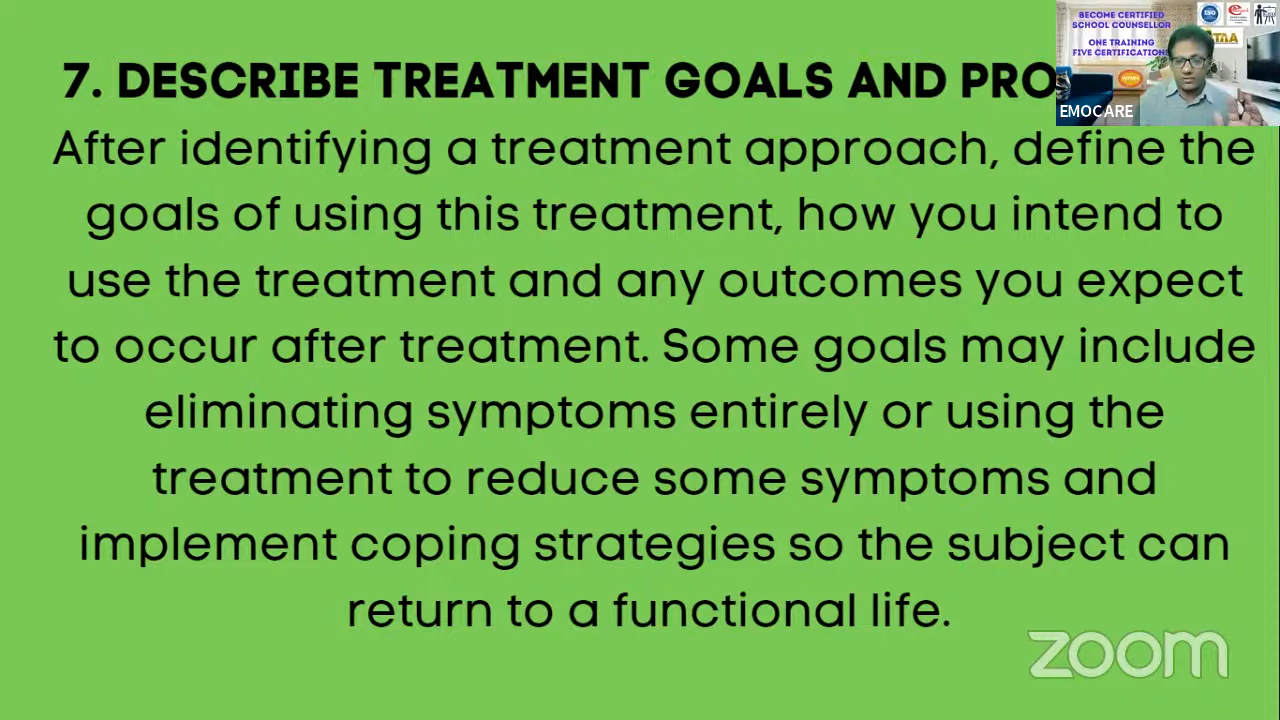 7. DESCRIBE TREATMENT GOALS AND PRO
After identifying a treatment approach, define the
goals of using this treatment, how you intend to
use the treatment and any outcomes you expect
to occur after treatment. Some goals may include
eliminating symptoms entirely or using the
treatment to reduce some symptoms and
implement coping strategies so the subject can
return to a functional life.
BECOME CERTIFIED
SCHOOL COUNSELLOR
ONE TRAINING
FIVE CERTIFICATIONS
ISO
EMOCARE
zoom